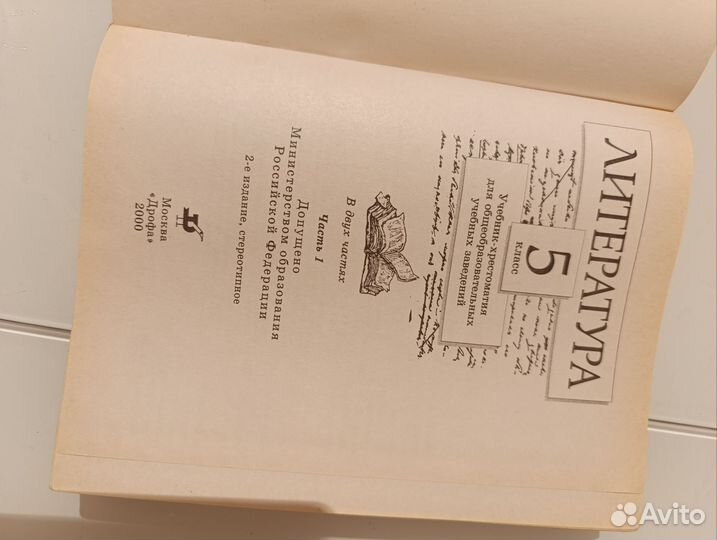 ЛИТЕРАТУРА
5
класс
Учебник-хрестоматия
для общеобразовательных
учебных заведений
В двух частях
Часть 1
Допущено
Министерством образования
Российской Федерации
2-е издание, стереотипное
Москва
«Дрофа»
2000
Avito